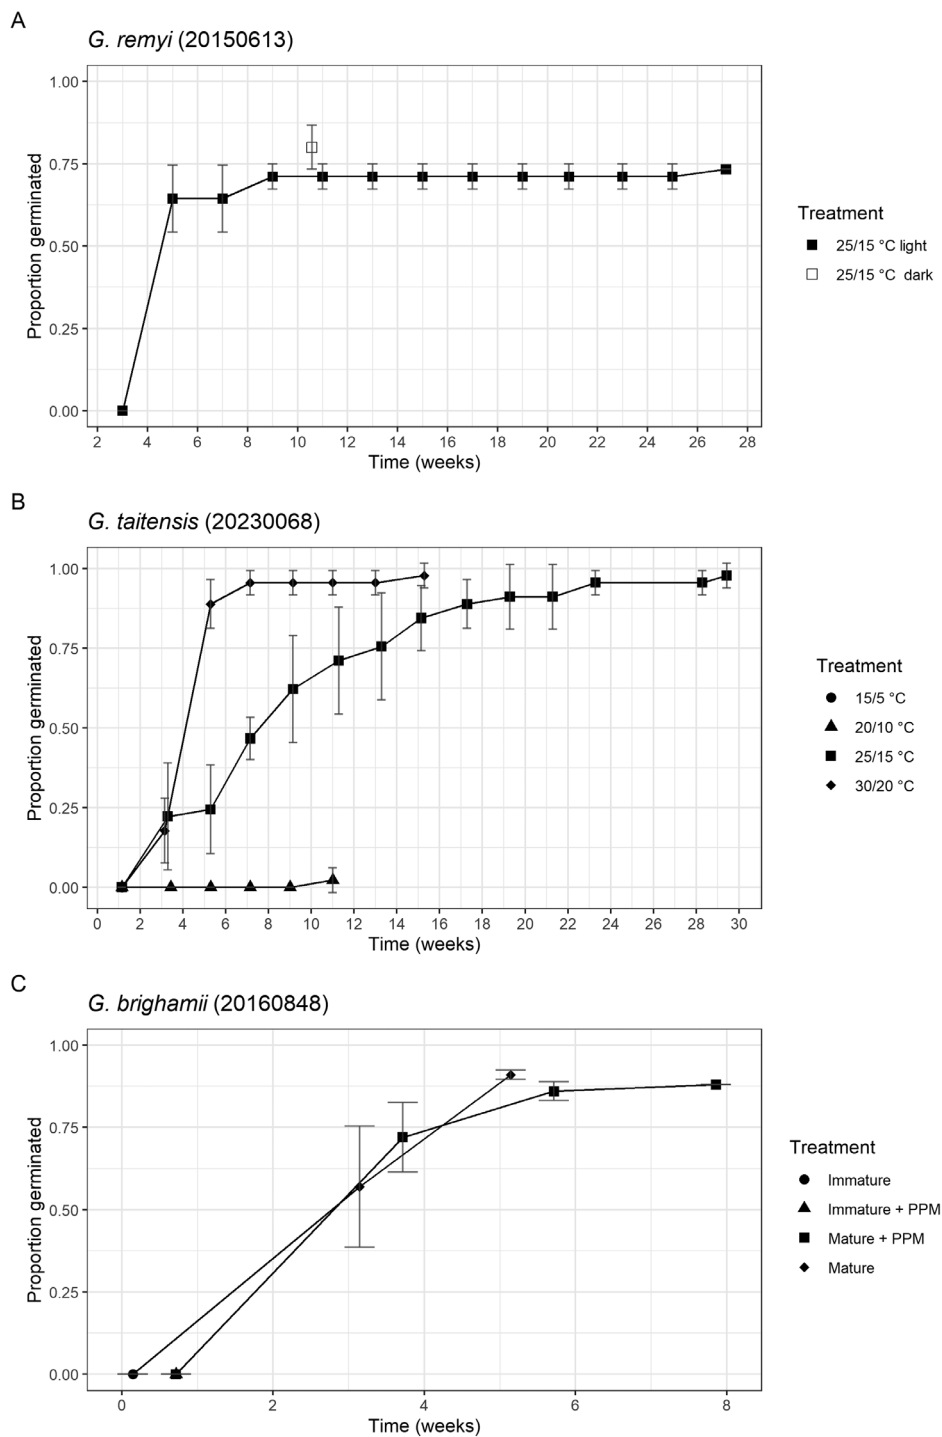 A
G. remyi (20150613)
Proportion germinated
1.00
0.75
0.50
0.25
0.00
2 4 6 8 10 12 14 16 18 20 22 24 26 28
Time (weeks)
Treatment
25/15 °C light
25/15 °C dark
B
G. taitensis (20230068)
Proportion germinated
1.00
0.75
0.50
0.25
0.00
0 2 4 6 8 10 12 14 16 18 20 22 24 26 28 30
Time (weeks)
Treatment
15/5 °C
20/10 °C
25/15 °C
30/20 °C
C
G. brighamii (20160848)
Proportion germinated
1.00
0.75
0.50
0.25
0.00
0 2 4 6 8
Time (weeks)
Treatment
Immature
Immature + PPM
Mature + PPM
Mature